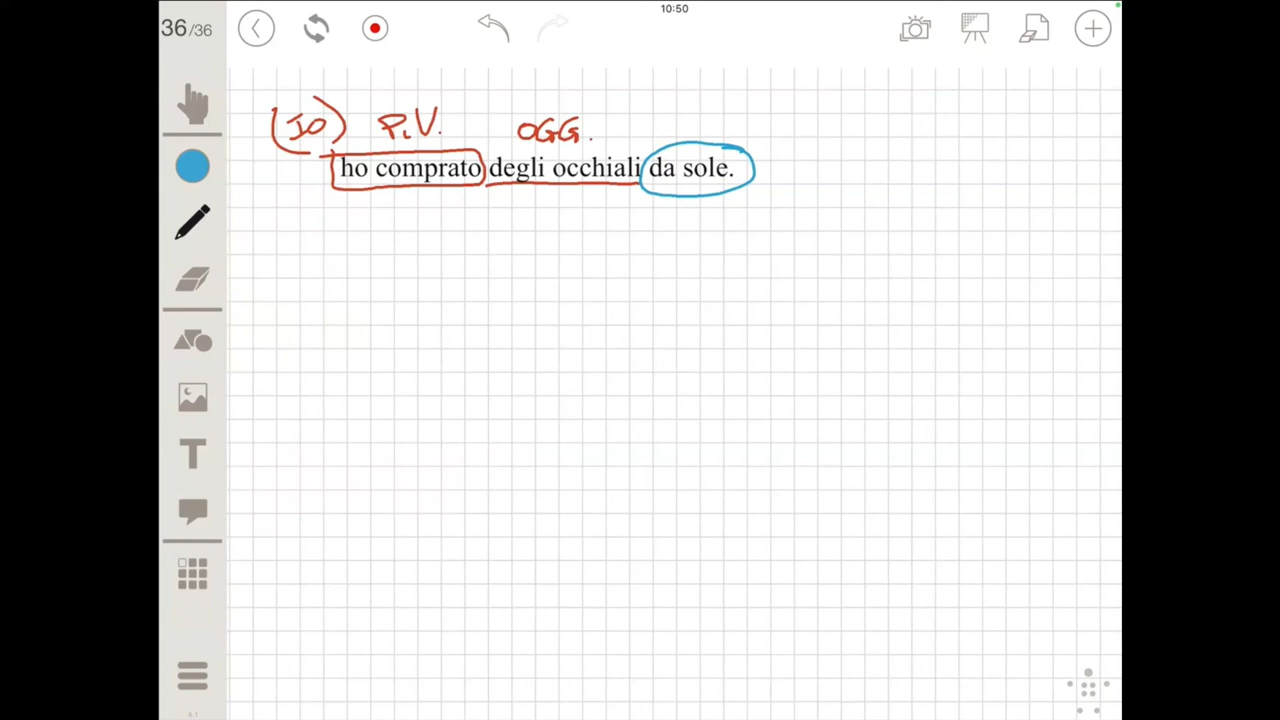 10:50
36/36
(IO) P.V. OGG.
ho comprato degli occhiali da sole.
T